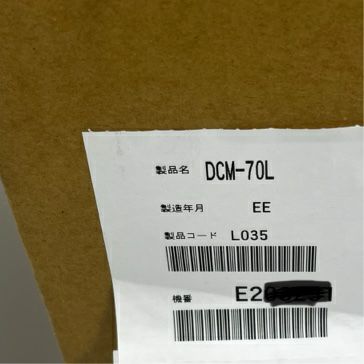 製品名 DCM-70L
製造年月 EE
製品コード L035
機番 E2